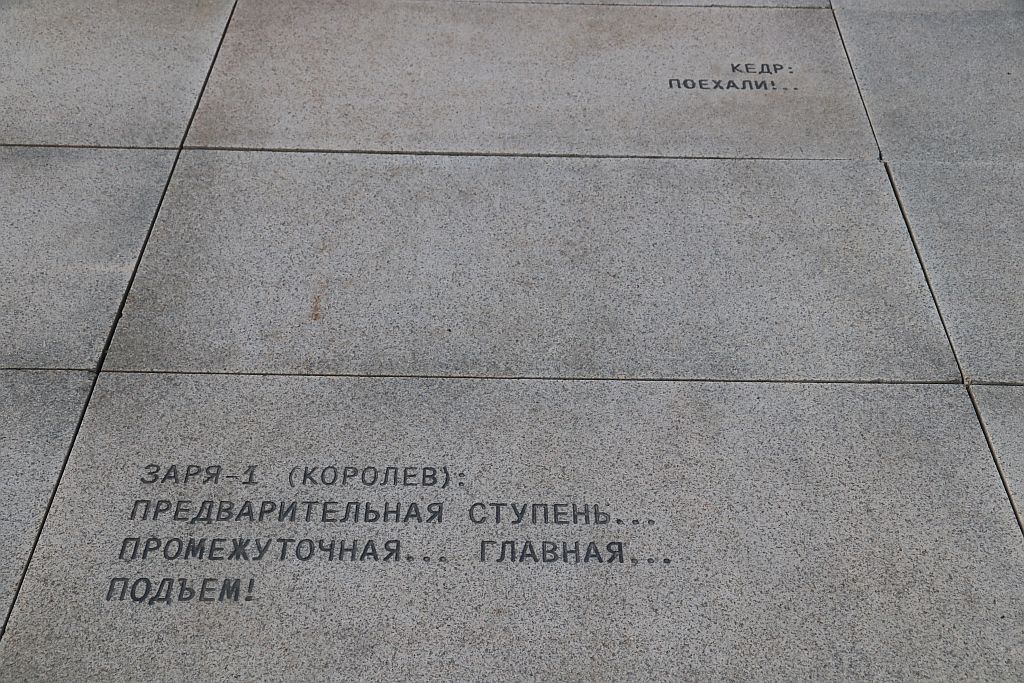 КЕДР:
ПОЕХАЛИ!..
ЗАРЯ-1 (КОРОЛЕВ):
ПРЕДВАРИТЕЛЬНАЯ СТУПЕНЬ...
ПРОМЕЖУТОЧНАЯ... ГЛАВНАЯ...
ПОДЪЕМ!